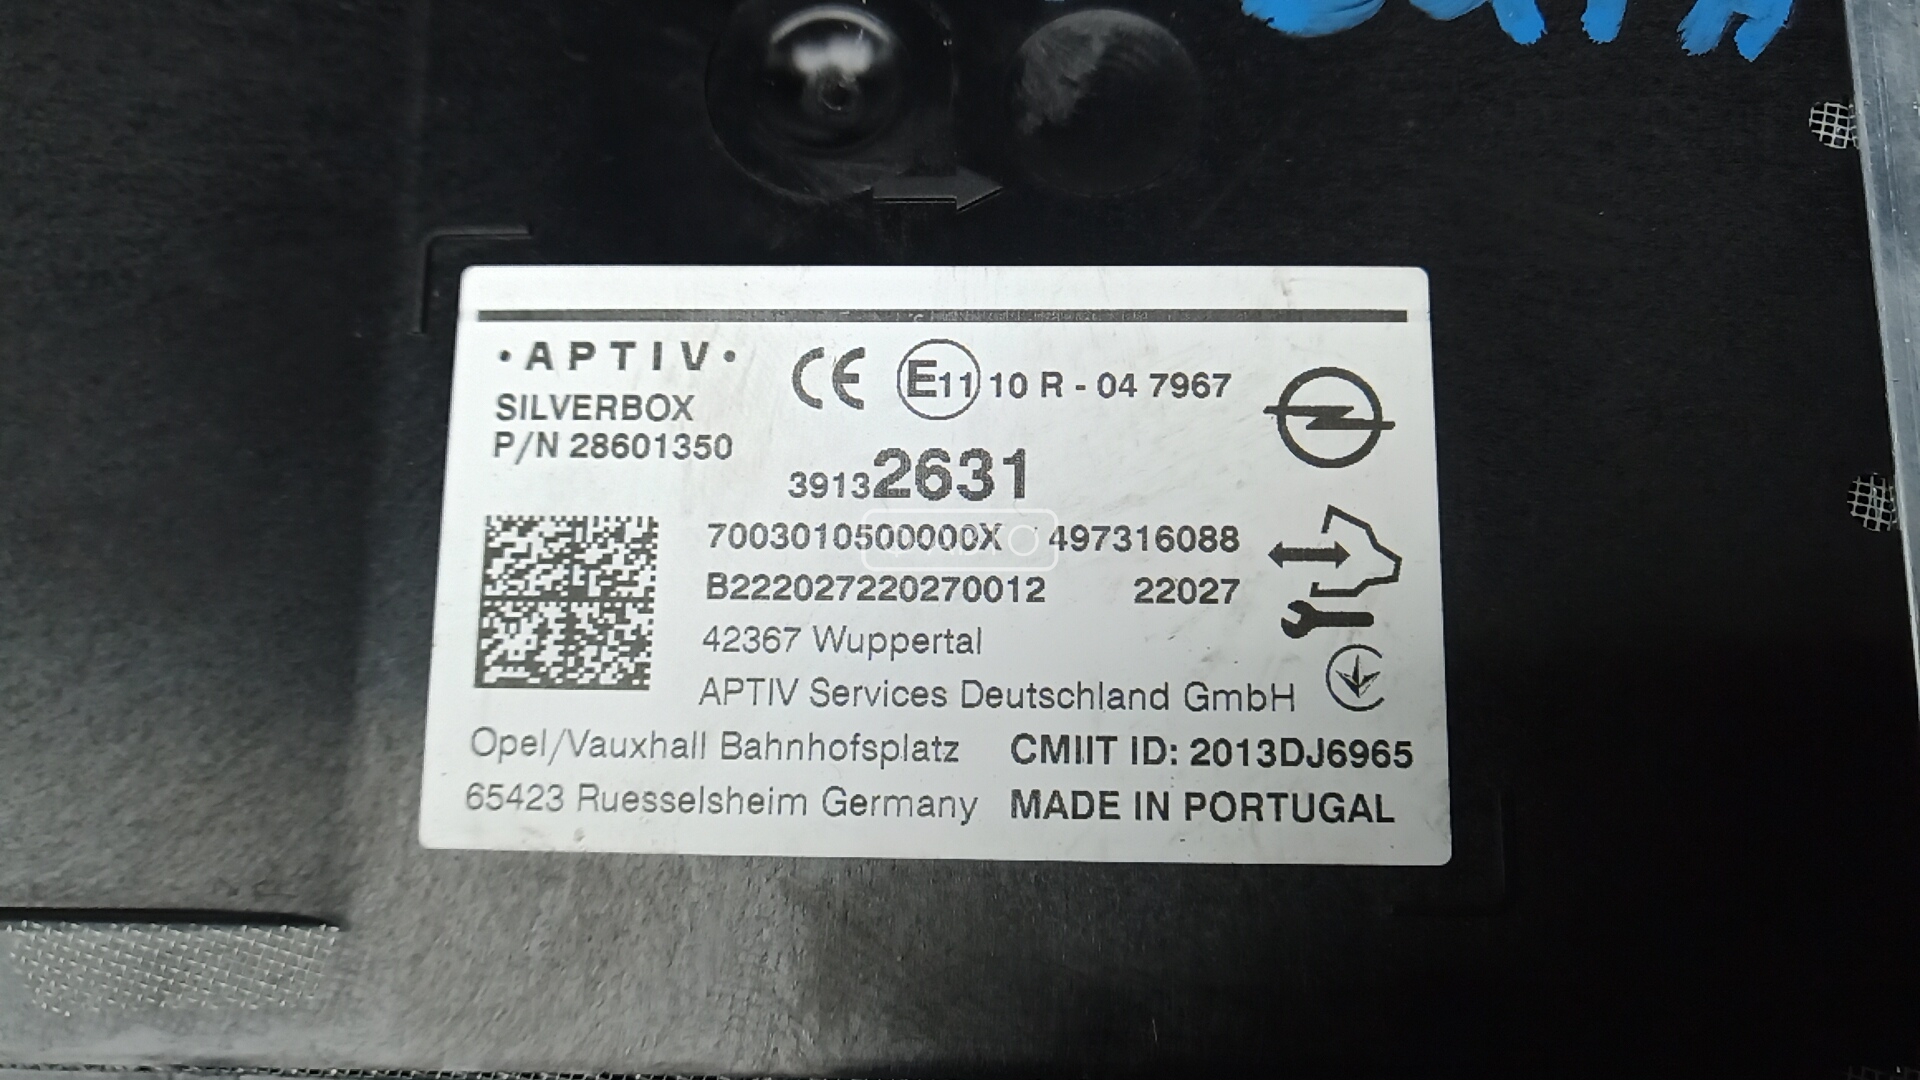 • APTIV •
SILVERBOX
P/N 28601350
CE E11 10 R - 04 7967
39132631
7003010500000X 497316088
B222027220270012 22027
42367 Wuppertal
APTIV Services Deutschland GmbH
Opel/Vauxhall Bahnhofsplatz CMIIT ID: 2013DJ6965
65423 Ruesselsheim Germany MADE IN PORTUGAL